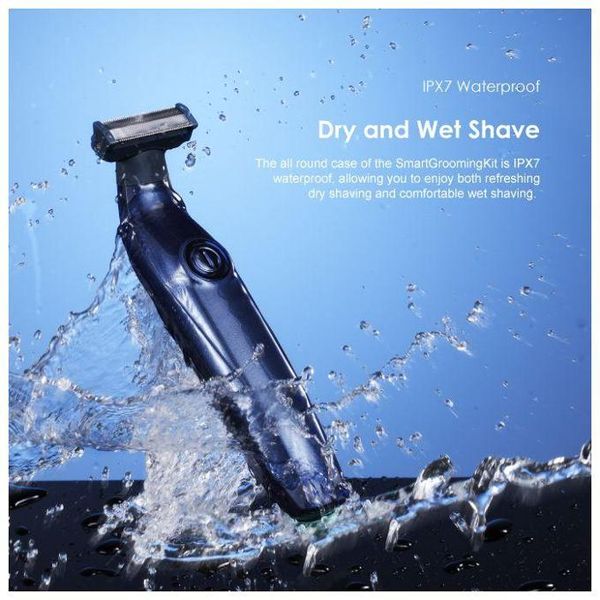 IPX7 Waterproof
Dry and Wet Shave
The all round case of the SmartGroomingKit is IPX7
waterproof, allowing you to enjoy both refreshing
dry shaving and comfortable wet shaving.